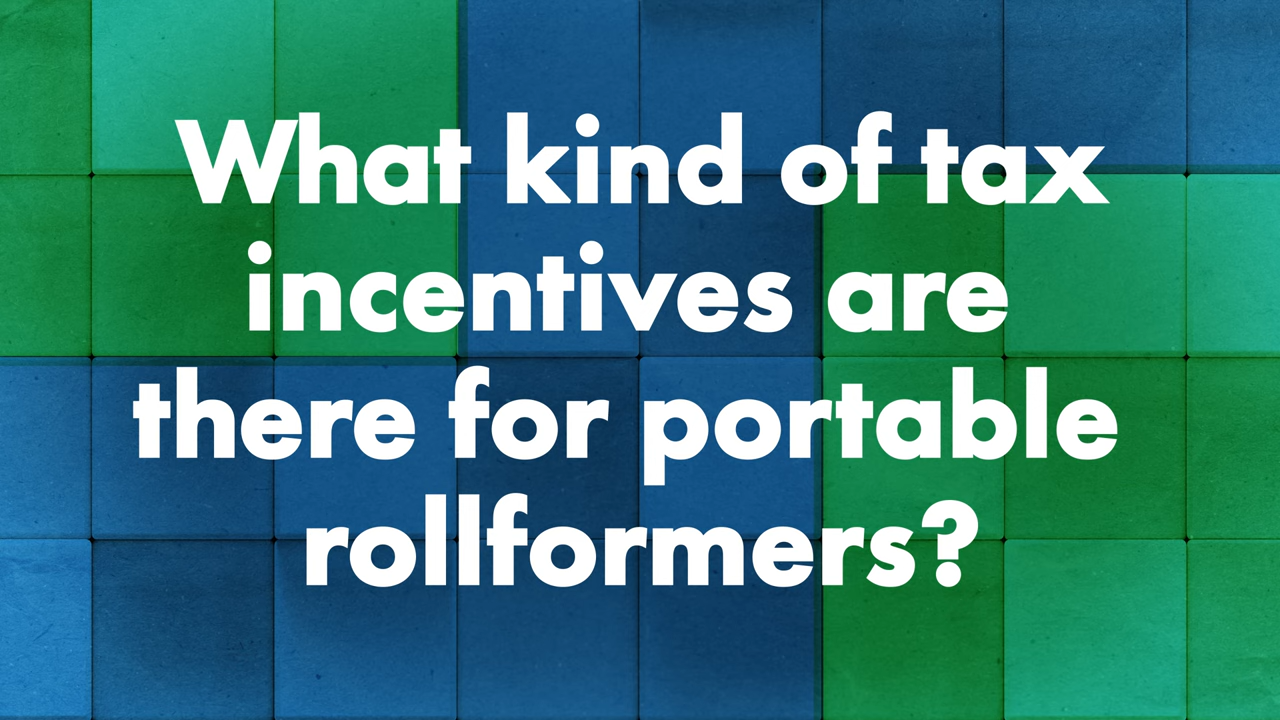 What kind of tax
incentives are
there for portable
rollformers?